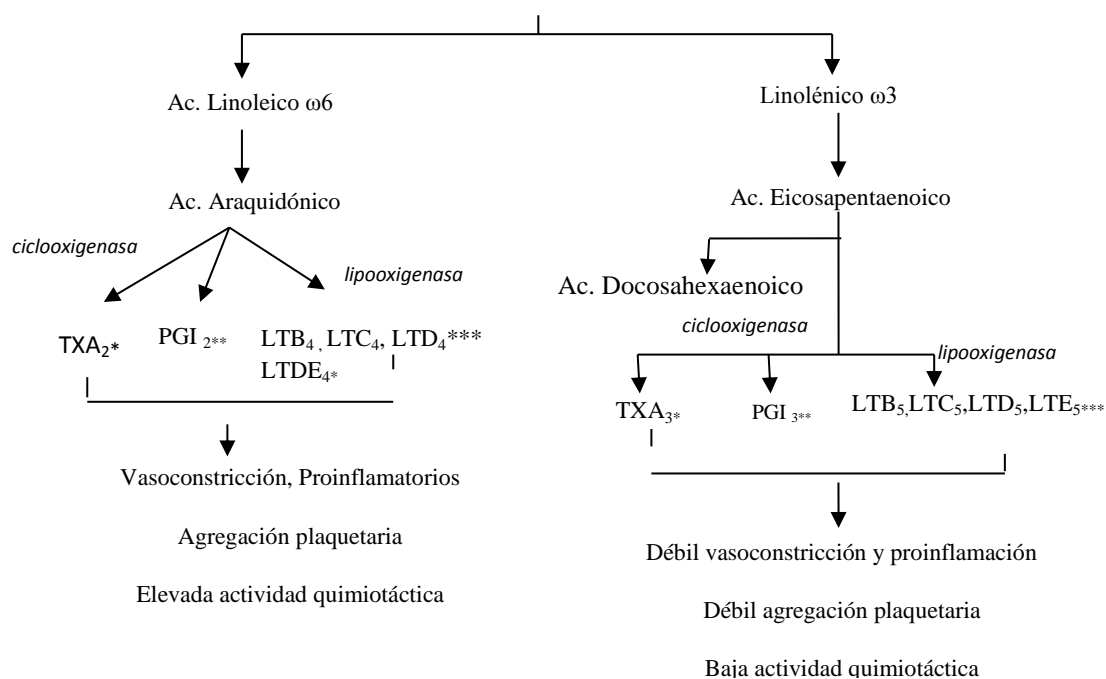 Ac. Linoleico ω6
Linolénico ω3
Ac. Araquidónico
Ac. Eicosapentaenoico
ciclooxigenasa
lipooxigenasa
Ac. Docosahexaenoico
ciclooxigenasa
lipooxigenasa
TXA2*
PGI 2**
LTB4 , LTC4, LTD4***
LTDE4*
TXA3*
PGI 3**
LTB5,LTC5,LTD5,LTE5***
Vasoconstricción, Proinflamatorios
Agregación plaquetaria
Elevada actividad quimiotáctica
Débil vasoconstricción y proinflamación
Débil agregación plaquetaria
Baja actividad quimiotáctica